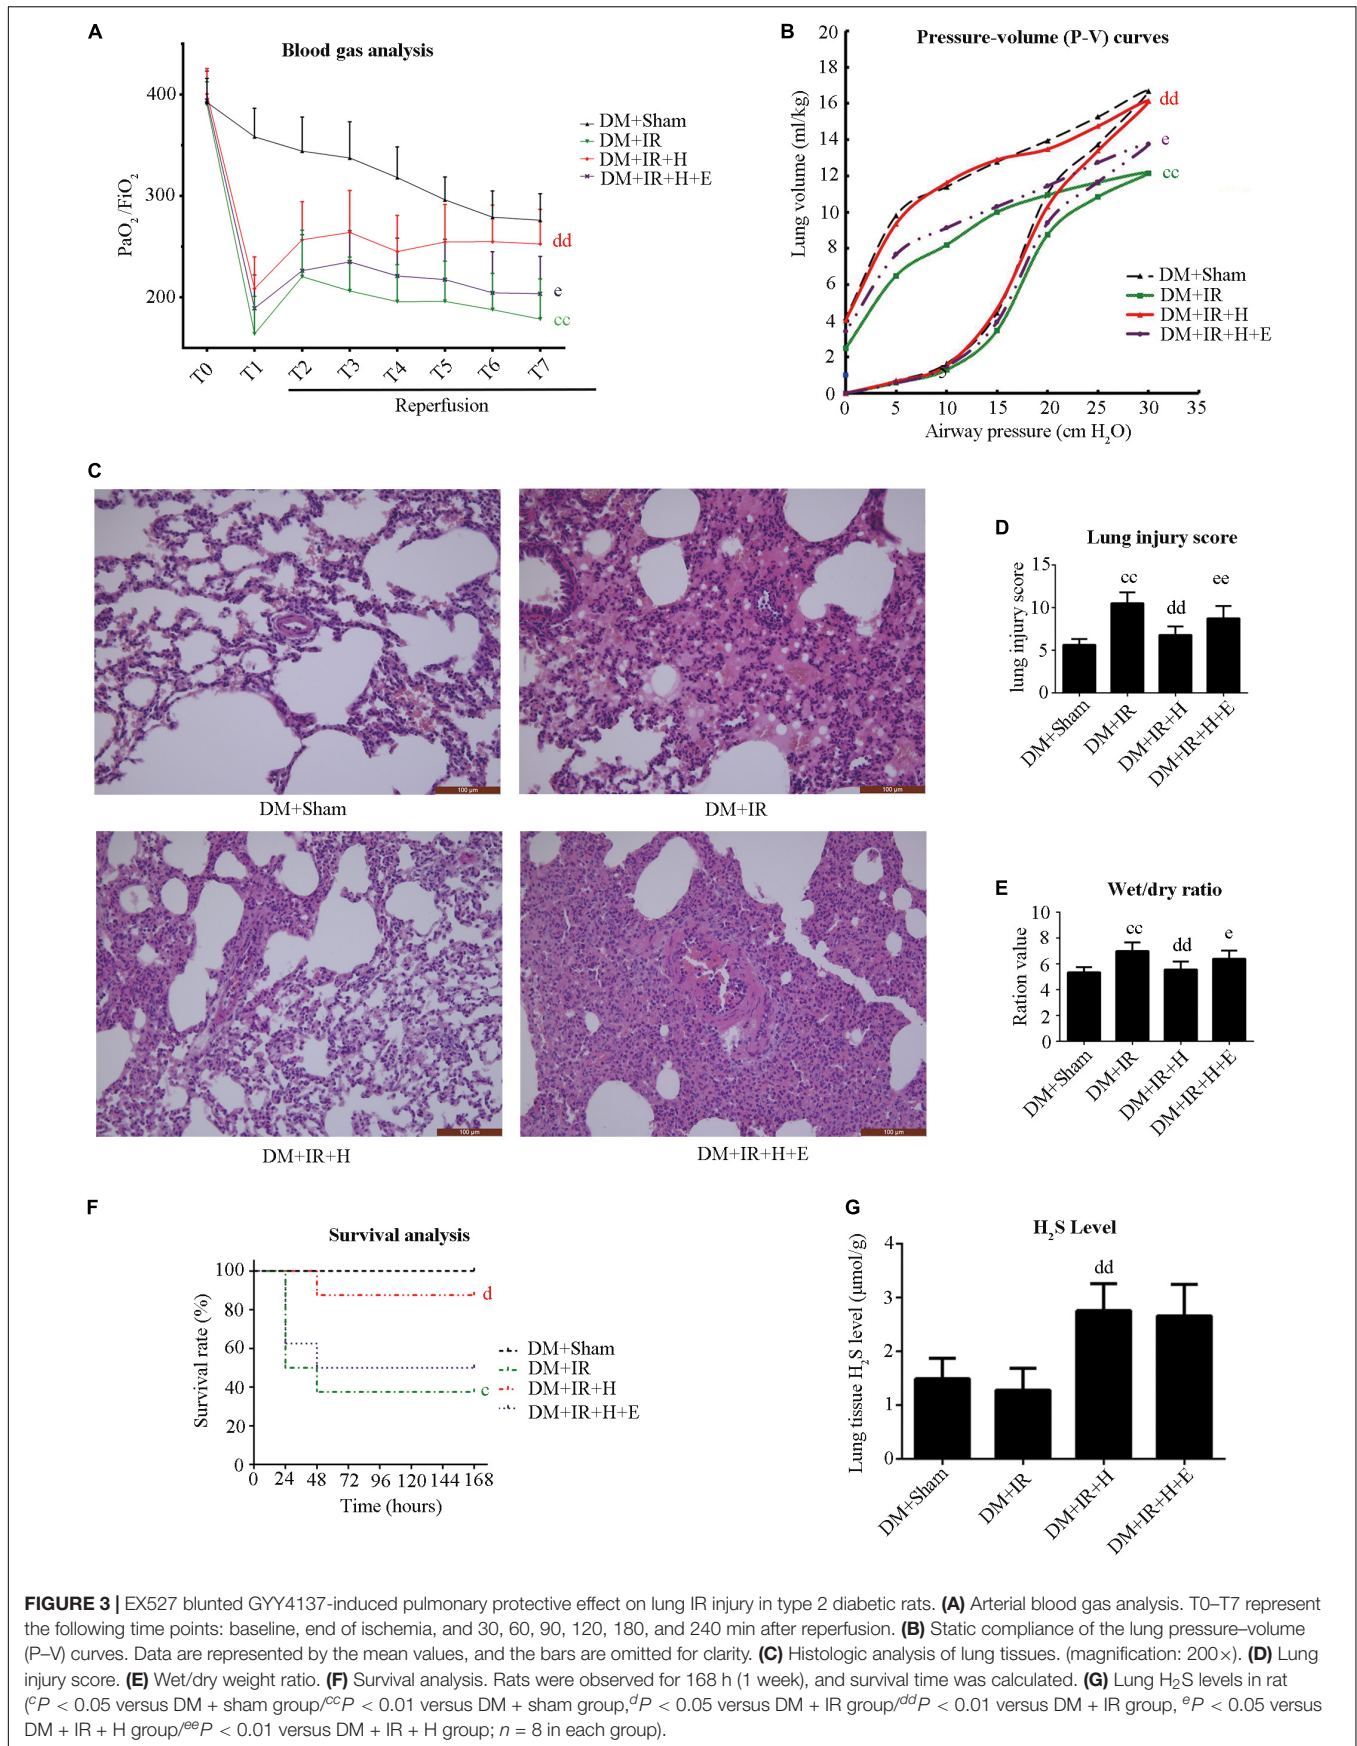 A
Blood gas analysis
400
300
200
PaO2/FiO2
DM+Sham
DM+IR
DM+IR+H
DM+IR+H+E
dd
e
cc
T0 T1 T2 T3 T4 T5 T6 T7
Reperfusion
B
Pressure-volume (P-V) curves
20
18
16
14
12
10
8
6
4
2
0
Lung volume (ml/kg)
dd
e
cc
DM+Sham
DM+IR
DM+IR+H
DM+IR+H+E
0 5 10 15 20 25 30 35
Airway pressure (cm H2O)
C
100 µm
DM+Sham
100 µm
DM+IR
100 µm
DM+IR+H
100 µm
DM+IR+H+E
D
Lung injury score
15
10
5
0
lung injury score
cc
dd
ee
DM+Sham DM+IR DM+IR+H DM+IR+H+E
E
Wet/dry ratio
10
8
6
4
2
0
Ration value
cc
dd
e
DM+Sham DM+IR DM+IR+H DM+IR+H+E
F
Survival analysis
100
80
60
40
20
0
Survival rate (%)
d
c
DM+Sham
DM+IR
DM+IR+H
DM+IR+H+E
0 24 48 72 96 120 144 168
Time (hours)
G
H2S Level
4
3
2
1
0
Lung tissue H2S level (µmol/g)
dd
DM+Sham DM+IR DM+IR+H DM+IR+H+E
FIGURE 3 | EX527 blunted GYY4137-induced pulmonary protective effect on lung IR injury in type 2 diabetic rats. (A) Arterial blood gas analysis. T0–T7 represent
the following time points: baseline, end of ischemia, and 30, 60, 90, 120, 180, and 240 min after reperfusion. (B) Static compliance of the lung pressure–volume
(P–V) curves. Data are represented by the mean values, and the bars are omitted for clarity. (C) Histologic analysis of lung tissues. (magnification: 200×). (D) Lung
injury score. (E) Wet/dry weight ratio. (F) Survival analysis. Rats were observed for 168 h (1 week), and survival time was calculated. (G) Lung H2S levels in rat
(cP < 0.05 versus DM + sham group/ccP < 0.01 versus DM + sham group,dP < 0.05 versus DM + IR group/ddP < 0.01 versus DM + IR group, eP < 0.05 versus
DM + IR + H group/eeP < 0.01 versus DM + IR + H group; n = 8 in each group).